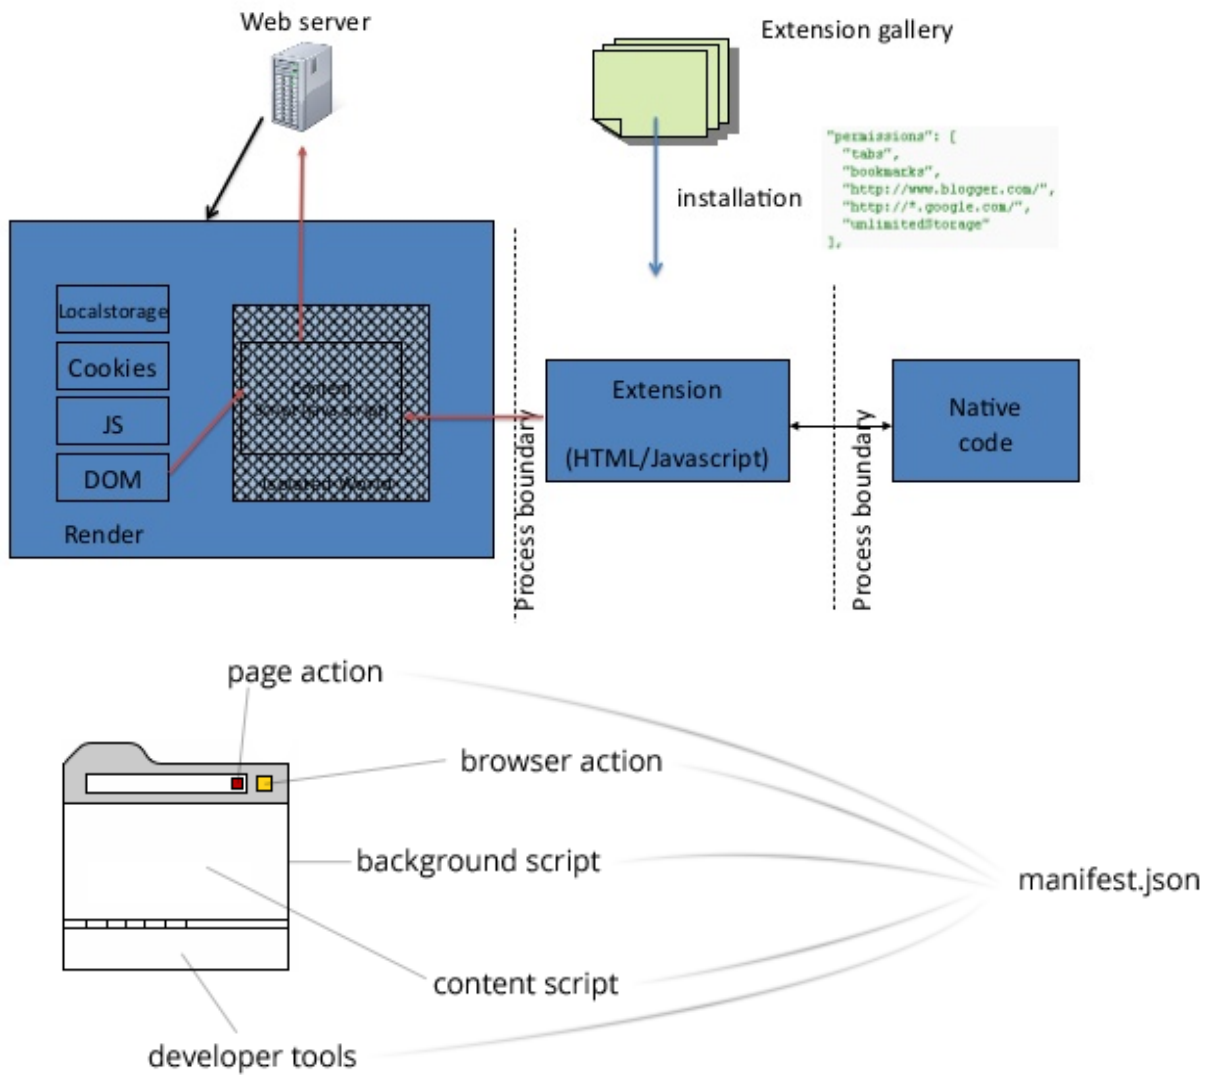 Web server
Extension gallery
"permissions": [
"tabs",
"bookmarks",
"http://www.blogger.com/",
"http://*.google.com/",
"unlimitedStorage"
],
installation
Localstorage
Cookies
JS
DOM
Render
Isolated World
Process boundary
Extension
(HTML/Javascript)
Process boundary
Native
code
page action
browser action
background script
manifest.json
content script
developer tools